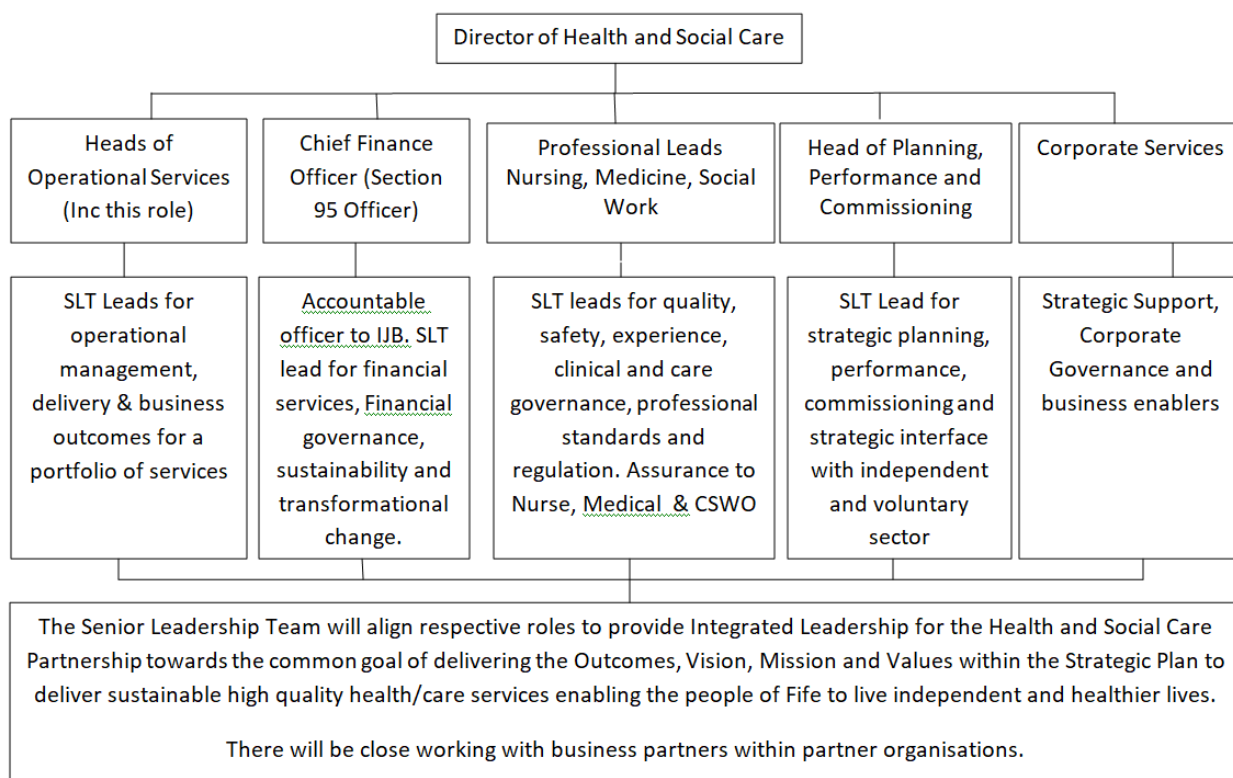 Director of Health and Social Care
Heads of
Operational Services
(Inc this role)
Chief Finance
Officer (Section
95 Officer)
Professional Leads
Nursing, Medicine, Social
Work
Head of Planning,
Performance and
Commissioning
Corporate Services
SLT Leads for
operational
management,
delivery & business
outcomes for a
portfolio of services
Accountable
officer to IJB. SLT
lead for financial
services, Financial
governance,
sustainability and
transformational
change.
SLT leads for quality,
safety, experience,
clinical and care
governance, professional
standards and
regulation. Assurance to
Nurse, Medical & CSWO
SLT Lead for
strategic planning,
performance,
commissioning and
strategic interface
with independent
and voluntary
sector
Strategic Support,
Corporate
Governance and
business enablers
The Senior Leadership Team will align respective roles to provide Integrated Leadership for the Health and Social Care
Partnership towards the common goal of delivering the Outcomes, Vision, Mission and Values within the Strategic Plan to
deliver sustainable high quality health/care services enabling the people of Fife to live independent and healthier lives.
There will be close working with business partners within partner organisations.